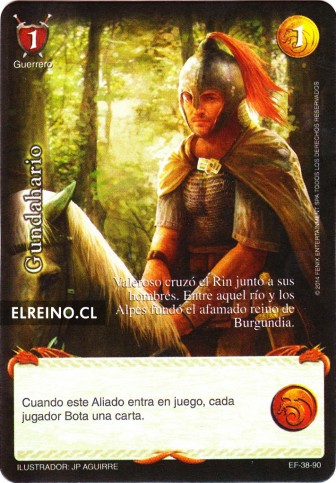 1
1
Guerrero
Gundahario
© 2014 FENIX ENTERTAINMENT SPA TODOS LOS DERECHOS RESERVADOS
ELREINO.CL
Valeroso cruzó el Rin junto a sus
hombres. Entre aquel río y los
Alpes fundó el afamado reino de
Burgundia.
Cuando este Aliado entra en juego, cada
jugador Bota una carta.
ILUSTRADOR: JP AGUIRRE
EF-38-90